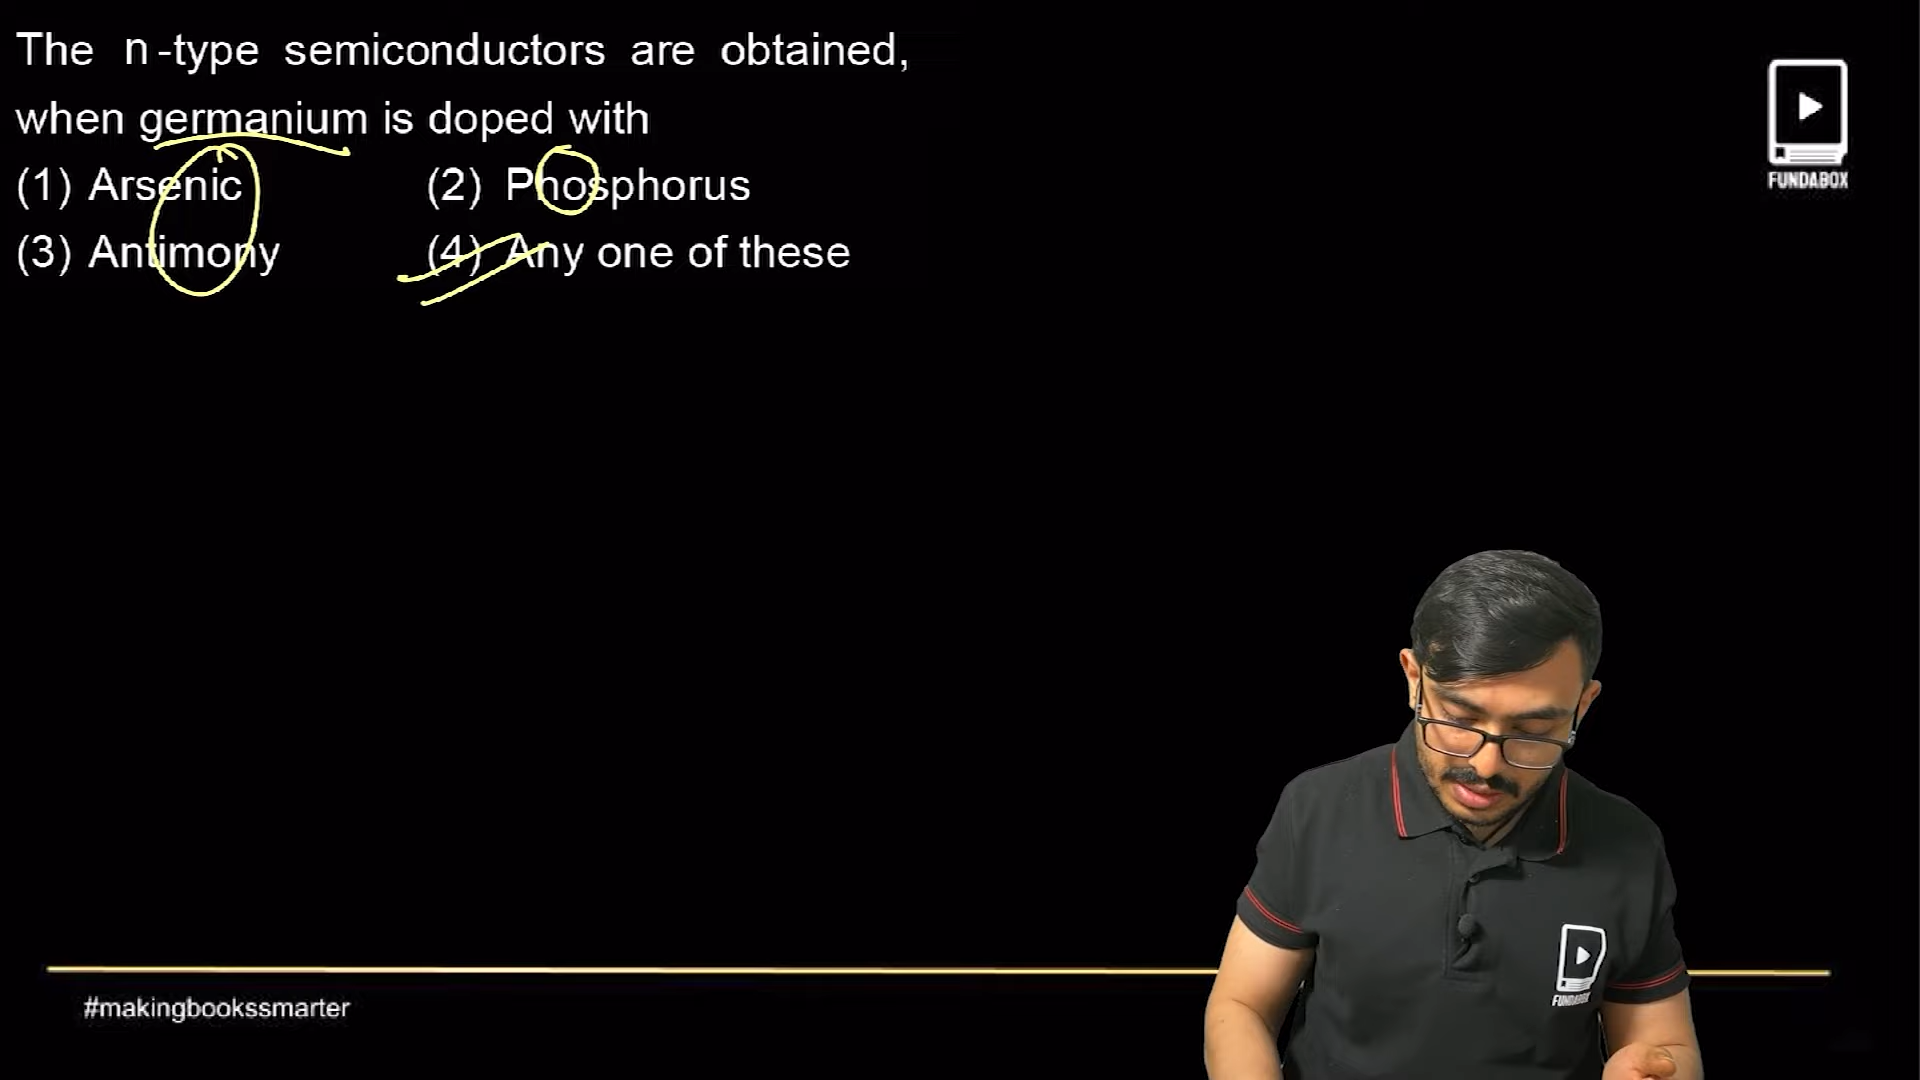 The n-type semiconductors are obtained,
when germanium is doped with
(1) Arsenic (2) Phosphorus
(3) Antimony (4) Any one of these
FUNDABOX
FUNDABOX
#makingbookssmarter